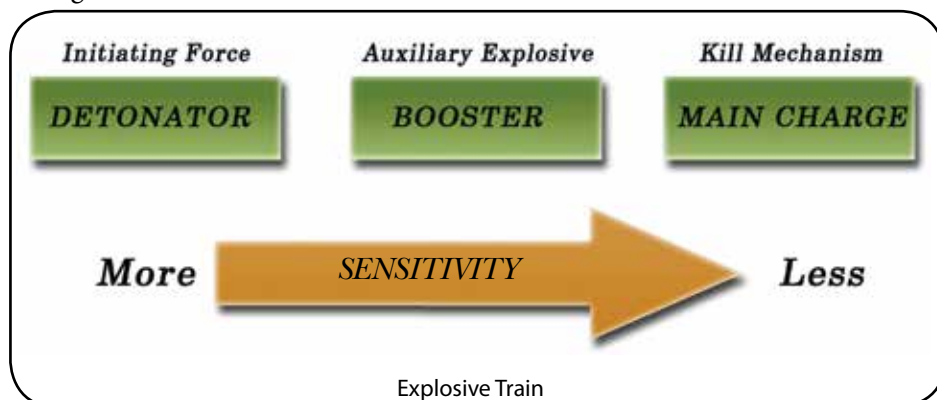 Initiating Force
Auxiliary Explosive
Kill Mechanism
DETONATOR
BOOSTER
MAIN CHARGE
More
SENSITIVITY
Less
Explosive Train